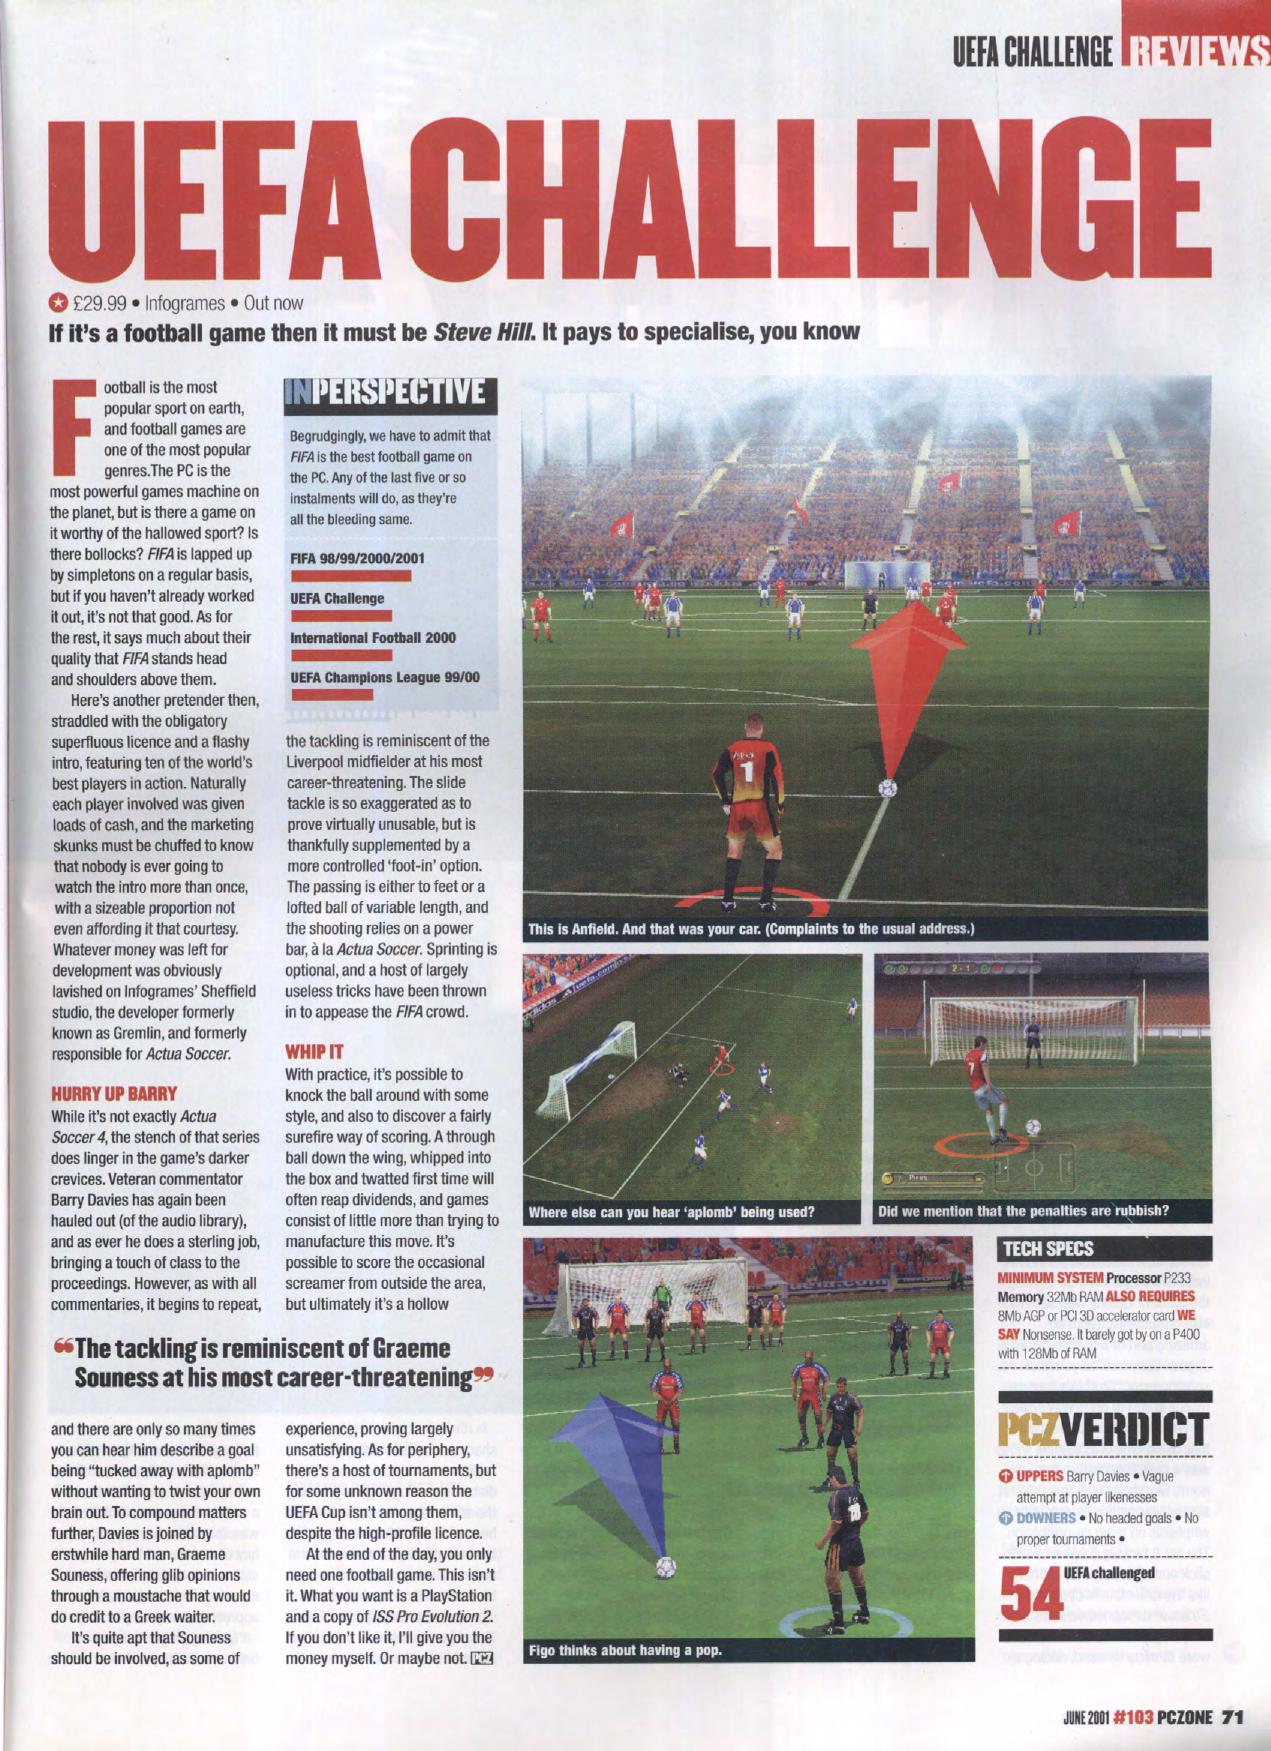 UEFA CHALLENGE REVIEWS
UEFA CHALLENGE
£29.99 • Infogrames • Out now
If it's a football game then it must be Steve Hill. It pays to specialise, you know
Football is the most
popular sport on earth,
and football games are
one of the most popular
genres.The PC is the
most powerful games machine on
the planet, but is there a game on
it worthy of the hallowed sport? Is
there bollocks? FIFA is lapped up
by simpletons on a regular basis,
but if you haven't already worked
it out, it's not that good. As for
the rest, it says much about their
quality that FIFA stands head
and shoulders above them.
Here's another pretender then,
straddled with the obligatory
superfluous licence and a flashy
intro, featuring ten of the world's
best players in action. Naturally
each player involved was given
loads of cash, and the marketing
skunks must be chuffed to know
that nobody is ever going to
watch the intro more than once,
with a sizeable proportion not
even affording it that courtesy.
Whatever money was left for
development was obviously
lavished on Infogrames' Sheffield
studio, the developer formerly
known as Gremlin, and formerly
responsible for Actua Soccer.
HURRY UP BARRY
While it's not exactly Actua
Soccer 4, the stench of that series
does linger in the game's darker
crevices. Veteran commentator
Barry Davies has again been
hauled out (of the audio library),
and as ever he does a sterling job,
bringing a touch of class to the
proceedings. However, as with all
commentaries, it begins to repeat,
“The tackling is reminiscent of Graeme
Souness at his most career-threatening”
and there are only so many times
you can hear him describe a goal
being “tucked away with aplomb”
without wanting to twist your own
brain out. To compound matters
further, Davies is joined by
erstwhile hard man, Graeme
Souness, offering glib opinions
through a moustache that would
do credit to a Greek waiter.
It's quite apt that Souness
should be involved, as some of
INPERSPECTIVE
Begrudgingly, we have to admit that
FIFA is the best football game on
the PC. Any of the last five or so
instalments will do, as they're
all the bleeding same.
FIFA 98/99/2000/2001
UEFA Challenge
International Football 2000
UEFA Champions League 99/00
the tackling is reminiscent of the
Liverpool midfielder at his most
career-threatening. The slide
tackle is so exaggerated as to
prove virtually unusable, but is
thankfully supplemented by a
more controlled ‘foot-in’ option.
The passing is either to feet or a
lofted ball of variable length, and
the shooting relies on a power
bar, à la Actua Soccer. Sprinting is
optional, and a host of largely
useless tricks have been thrown
in to appease the FIFA crowd.
WHIP IT
With practice, it's possible to
knock the ball around with some
style, and also to discover a fairly
surefire way of scoring. A through
ball down the wing, whipped into
the box and twatted first time will
often reap dividends, and games
consist of little more than trying to
manufacture this move. It's
possible to score the occasional
screamer from outside the area,
but ultimately it's a hollow
experience, proving largely
unsatisfying. As for periphery,
there's a host of tournaments, but
for some unknown reason the
UEFA Cup isn't among them,
despite the high-profile licence.
At the end of the day, you only
need one football game. This isn't
it. What you want is a PlayStation
and a copy of ISS Pro Evolution 2.
If you don't like it, I'll give you the
money myself. Or maybe not. PCZ
1
This is Anfield. And that was your car. (Complaints to the usual address.)
adidas
Where else can you hear ‘aplomb’ being used?
2 - 1
7
7 Pires
Did we mention that the penalties are rubbish?
10
Figo thinks about having a pop.
TECH SPECS
MINIMUM SYSTEM Processor P233
Memory 32Mb RAM ALSO REQUIRES
8Mb AGP or PCI 3D accelerator card WE
SAY Nonsense. It barely got by on a P400
with 128Mb of RAM
PCZVERDICT
UPPERS Barry Davies • Vague
attempt at player likenesses
DOWNERS • No headed goals • No
proper tournaments •
54 UEFA challenged
JUNE 2001 #103 PCZONE 71